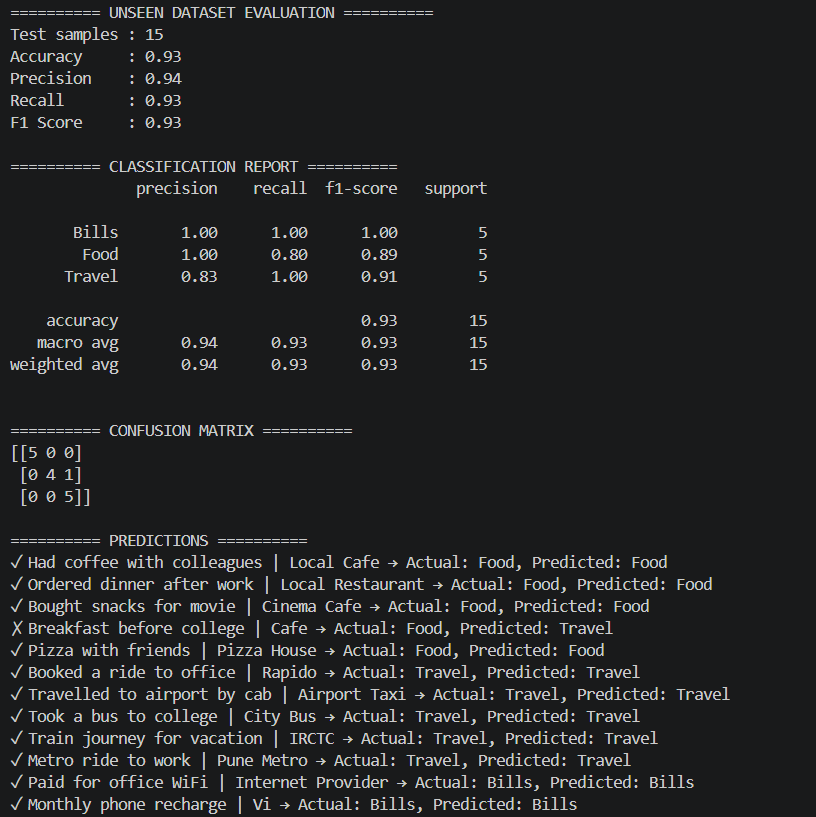 ========== UNSEEN DATASET EVALUATION ==========
Test samples : 15
Accuracy     : 0.93
Precision    : 0.94
Recall       : 0.93
F1 Score     : 0.93

========== CLASSIFICATION REPORT ==========
              precision    recall  f1-score   support

       Bills       1.00      1.00      1.00         5
        Food       1.00      0.80      0.89         5
      Travel       0.83      1.00      0.91         5

    accuracy                           0.93        15
   macro avg       0.94      0.93      0.93        15
weighted avg       0.94      0.93      0.93        15

========== CONFUSION MATRIX ==========
[[5 0 0]
 [0 4 1]
 [0 0 5]]

========== PREDICTIONS ==========
✓ Had coffee with colleagues | Local Cafe → Actual: Food, Predicted: Food
✓ Ordered dinner after work | Local Restaurant → Actual: Food, Predicted: Food
✓ Bought snacks for movie | Cinema Cafe → Actual: Food, Predicted: Food
✗ Breakfast before college | Cafe → Actual: Food, Predicted: Travel
✓ Pizza with friends | Pizza House → Actual: Food, Predicted: Food
✓ Booked a ride to office | Rapido → Actual: Travel, Predicted: Travel
✓ Travelled to airport by cab | Airport Taxi → Actual: Travel, Predicted: Travel
✓ Took a bus to college | City Bus → Actual: Travel, Predicted: Travel
✓ Train journey for vacation | IRCTC → Actual: Travel, Predicted: Travel
✓ Metro ride to work | Pune Metro → Actual: Travel, Predicted: Travel
✓ Paid for office WiFi | Internet Provider → Actual: Bills, Predicted: Bills
✓ Monthly phone recharge | Vi → Actual: Bills, Predicted: Bills